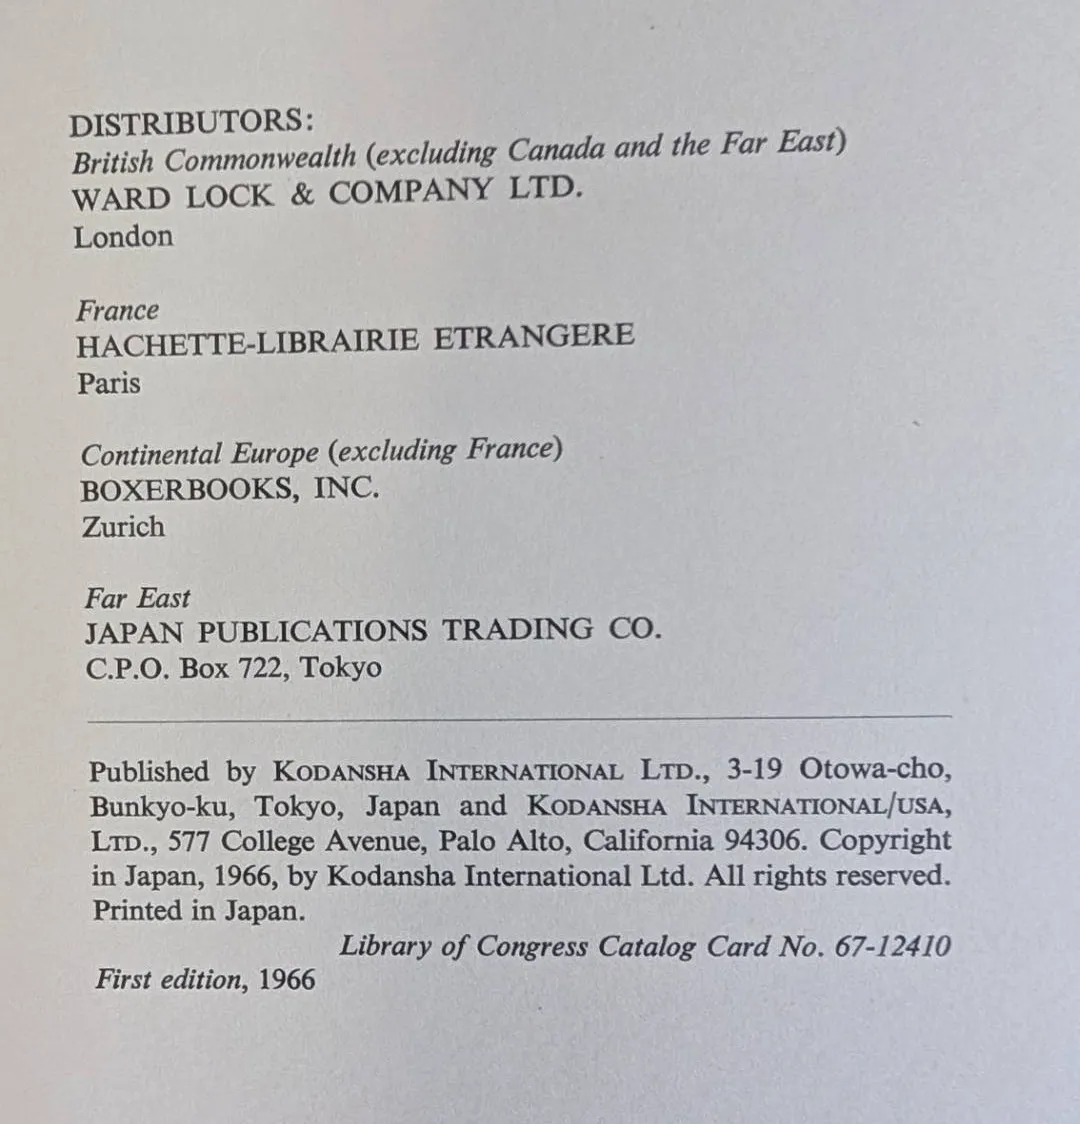 DISTRIBUTORS:
British Commonwealth (excluding Canada and the Far East)
WARD LOCK & COMPANY LTD.
London
France
HACHETTE-LIBRAIRIE ETRANGERE
Paris
Continental Europe (excluding France)
BOXERBOOKS, INC.
Zurich
Far East
JAPAN PUBLICATIONS TRADING CO.
C.P.O. Box 722, Tokyo
Published by KODANSHA INTERNATIONAL LTD., 3-19 Otowa-cho,
Bunkyo-ku, Tokyo, Japan and KODANSHA INTERNATIONAL/USA,
LTD., 577 College Avenue, Palo Alto, California 94306. Copyright
in Japan, 1966, by Kodansha International Ltd. All rights reserved.
Printed in Japan.
Library of Congress Catalog Card No. 67-12410
First edition, 1966